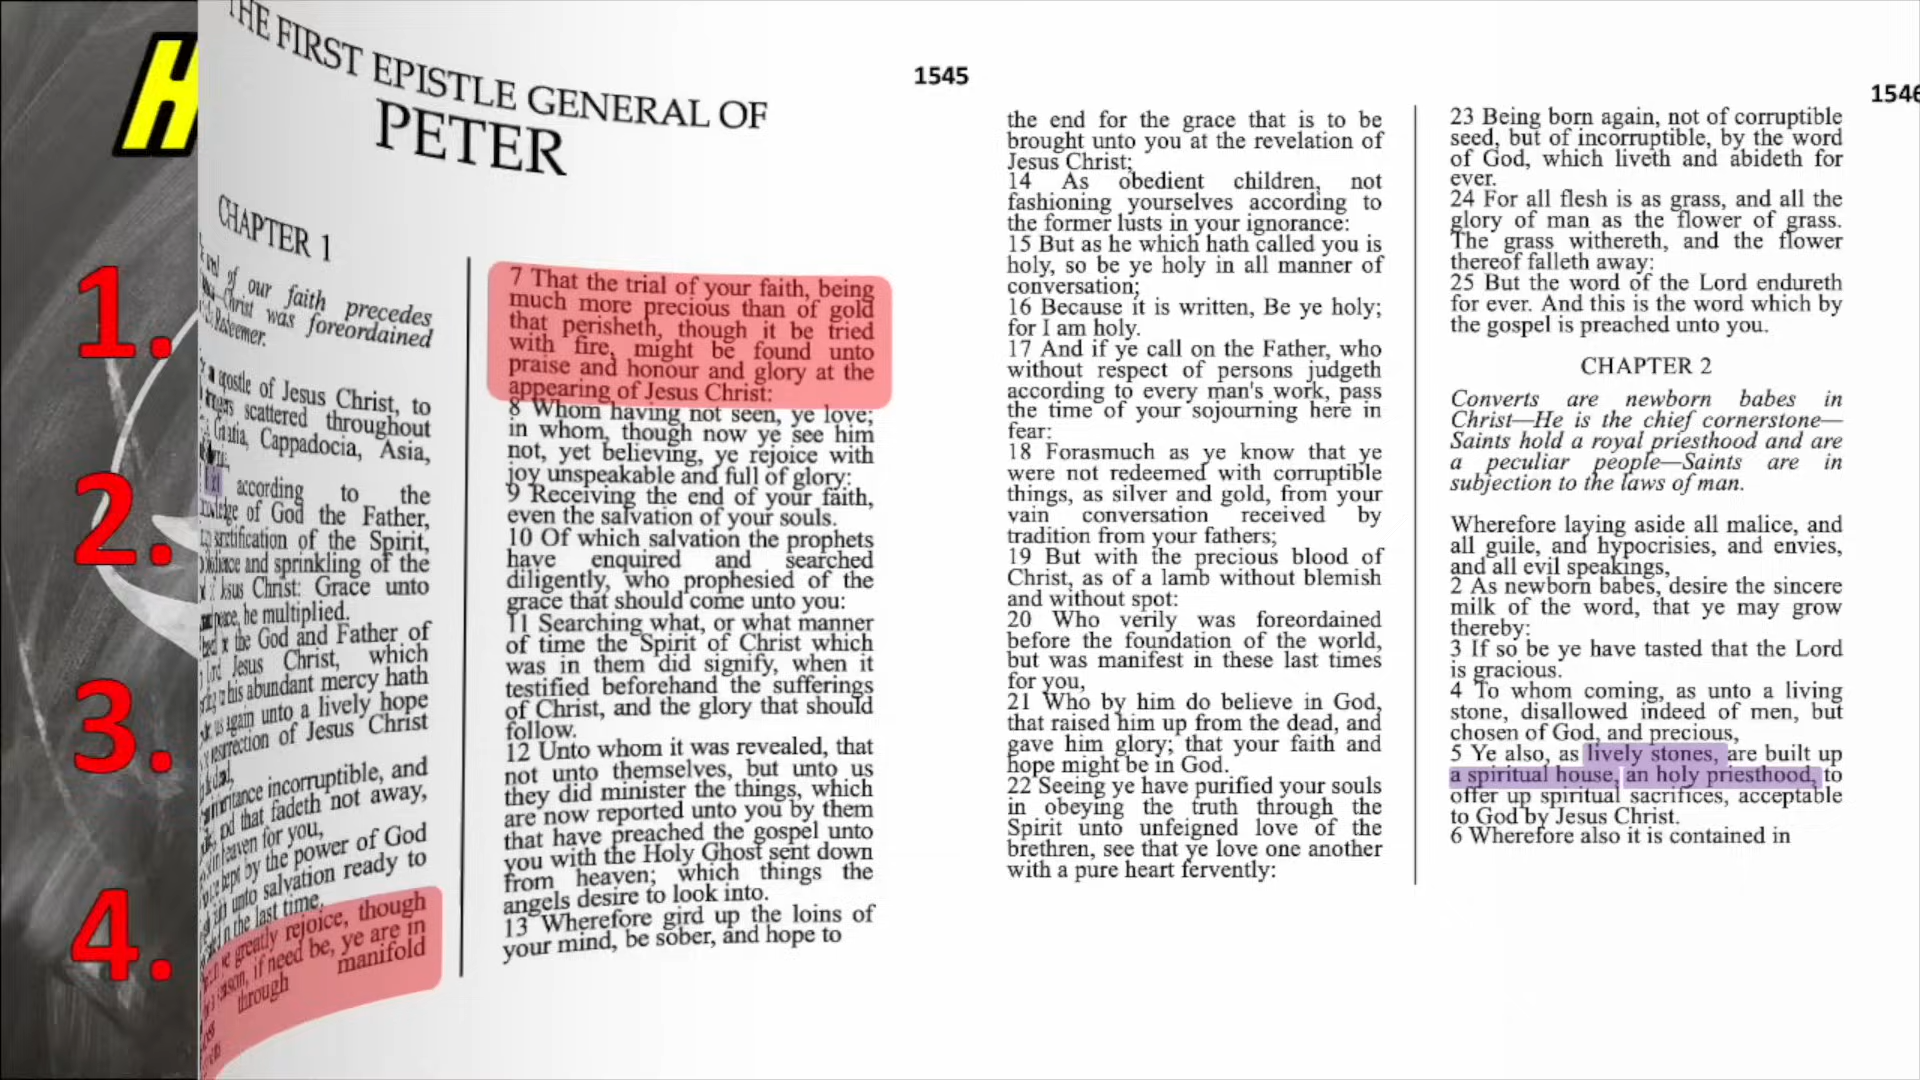 H
1.
2.
3.
4.
THE FIRST EPISTLE GENERAL OF
PETER
1545
CHAPTER 1
of our faith precedes
Christ was foreordained
Redeemer.
apostle of Jesus Christ, to
scattered throughout
Cappadocia, Asia,
according to the
of God the Father,
of the Spirit,
and sprinkling of the
Jesus Christ: Grace unto
be multiplied.
the God and Father of
Jesus Christ, which
his abundant mercy hath
again unto a lively hope
of Jesus Christ
incorruptible, and
that fadeth not away,
in heaven for you,
kept by the power of God
unto salvation ready to
the last time.
greatly rejoice, though
if need be, ye are in
through manifold
7 That the trial of your faith, being
much more precious than of gold
that perisheth, though it be tried
with fire, might be found unto
praise and honour and glory at the
appearing of Jesus Christ:
8 Whom having not seen, ye love;
in whom, though now ye see him
not, yet believing, ye rejoice with
joy unspeakable and full of glory:
9 Receiving the end of your faith,
even the salvation of your souls.
10 Of which salvation the prophets
have enquired and searched
diligently, who prophesied of the
grace that should come unto you:
11 Searching what, or what manner
of time the Spirit of Christ which
was in them did signify, when it
testified beforehand the sufferings
of Christ, and the glory that should
follow.
12 Unto whom it was revealed, that
not unto themselves, but unto us
they did minister the things, which
are now reported unto you by them
that have preached the gospel unto
you with the Holy Ghost sent down
from heaven; which things the
angels desire to look into.
13 Wherefore gird up the loins of
your mind, be sober, and hope to
the end for the grace that is to be
brought unto you at the revelation of
Jesus Christ;
14 As obedient children, not
fashioning yourselves according to
the former lusts in your ignorance:
15 But as he which hath called you is
holy, so be ye holy in all manner of
conversation;
16 Because it is written, Be ye holy;
for I am holy.
17 And if ye call on the Father, who
without respect of persons judgeth
according to every man's work, pass
the time of your sojourning here in
fear:
18 Forasmuch as ye know that ye
were not redeemed with corruptible
things, as silver and gold, from your
vain conversation received by
tradition from your fathers;
19 But with the precious blood of
Christ, as of a lamb without blemish
and without spot:
20 Who verily was foreordained
before the foundation of the world,
but was manifest in these last times
for you,
21 Who by him do believe in God,
that raised him up from the dead, and
gave him glory; that your faith and
hope might be in God.
22 Seeing ye have purified your souls
in obeying the truth through the
Spirit unto unfeigned love of the
brethren, see that ye love one another
with a pure heart fervently:
1546
23 Being born again, not of corruptible
seed, but of incorruptible, by the word
of God, which liveth and abideth for
ever.
24 For all flesh is as grass, and all the
glory of man as the flower of grass.
The grass withereth, and the flower
thereof falleth away:
25 But the word of the Lord endureth
for ever. And this is the word which by
the gospel is preached unto you.
CHAPTER 2
Converts are newborn babes in
Christ—He is the chief cornerstone—
Saints hold a royal priesthood and are
a peculiar people—Saints are in
subjection to the laws of man.
Wherefore laying aside all malice, and
all guile, and hypocrisies, and envies,
and all evil speakings,
2 As newborn babes, desire the sincere
milk of the word, that ye may grow
thereby:
3 If so be ye have tasted that the Lord
is gracious.
4 To whom coming, as unto a living
stone, disallowed indeed of men, but
chosen of God, and precious,
5 Ye also, as lively stones, are built up
a spiritual house, an holy priesthood, to
offer up spiritual sacrifices, acceptable
to God by Jesus Christ.
6 Wherefore also it is contained in